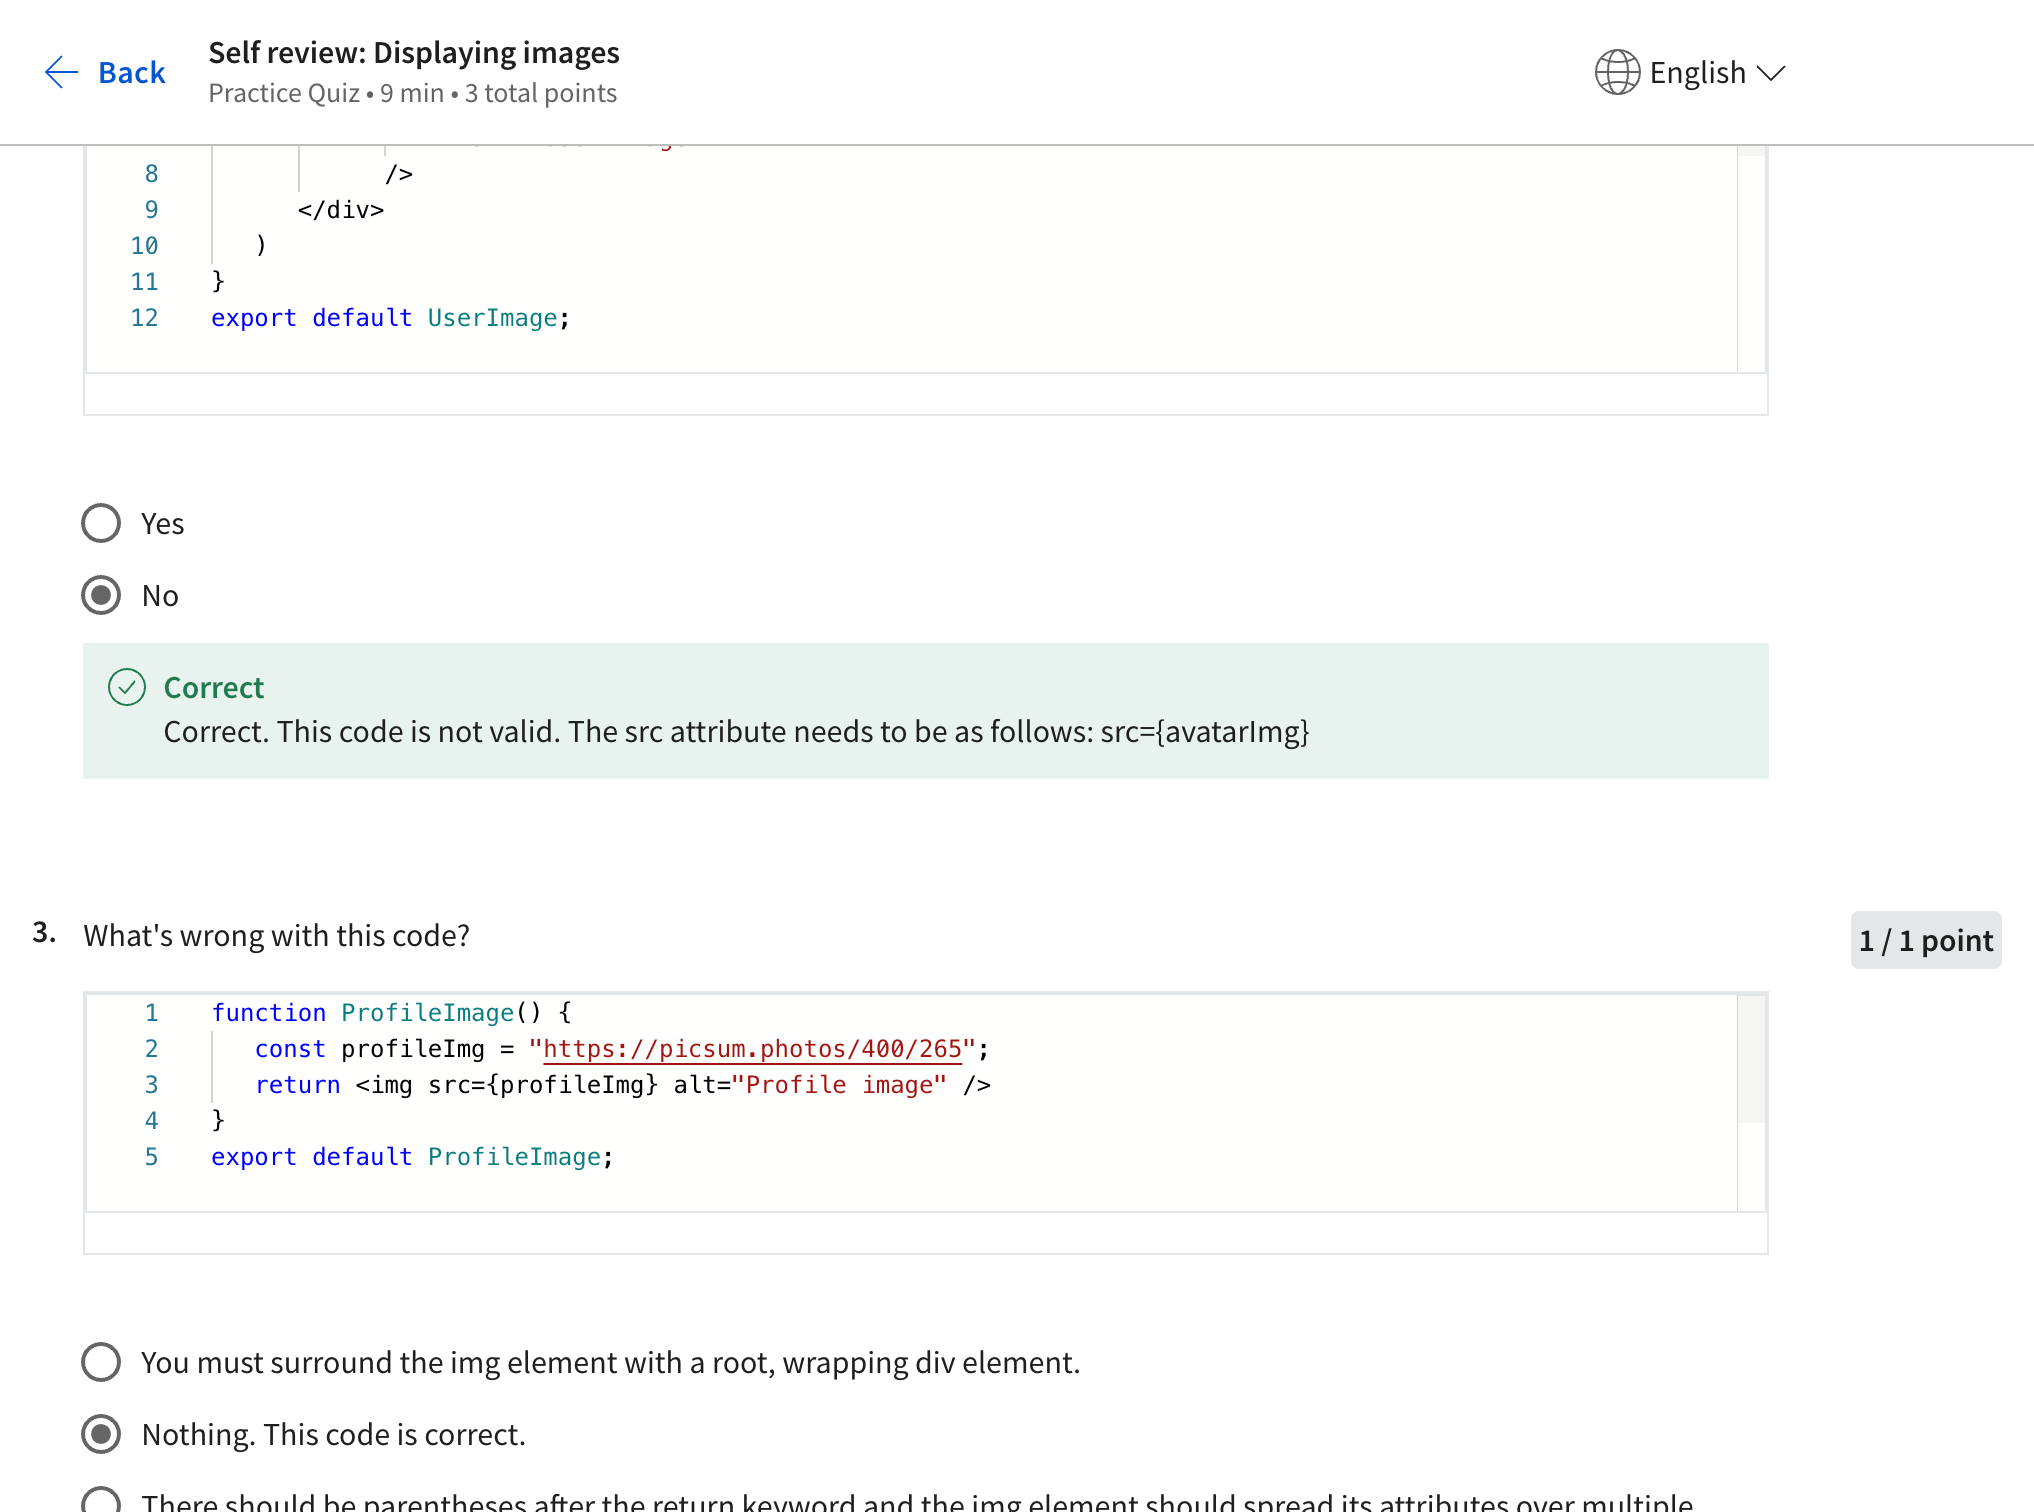 Back
Self review: Displaying images
Practice Quiz • 9 min • 3 total points
English
8 />
9 </div>
10 )
11 }
12 export default UserImage;
Yes
No
Correct
Correct. This code is not valid. The src attribute needs to be as follows: src={avatarImg}
3. What's wrong with this code?
1 / 1 point
1 function ProfileImage() {
2 const profileImg = "https://picsum.photos/400/265";
3 return <img src={profileImg} alt="Profile image" />
4 }
5 export default ProfileImage;
You must surround the img element with a root, wrapping div element.
Nothing. This code is correct.
There should be parentheses after the return keyword and the img element should spread its attributes over multiple